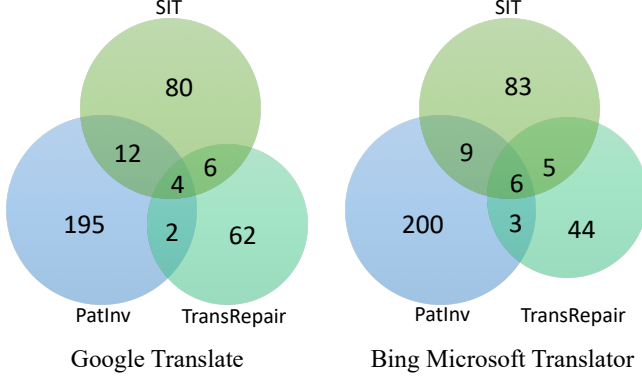 SIT
80
12
6
4
195
2
62
PatInv
TransRepair
Google Translate
SIT
83
9
5
6
200
3
44
PatInv
TransRepair
Bing Microsoft Translator